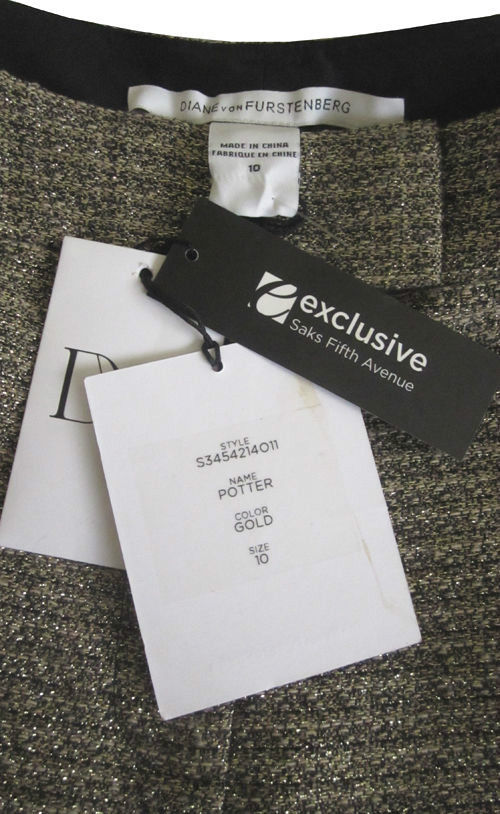 DIANE VON FURSTENBERG
MADE IN CHINA
FABRIQUE EN CHINE
10
exclusive
Saks Fifth Avenue
D
STYLE
S3454214011
NAME
POTTER
COLOR
GOLD
SIZE
10